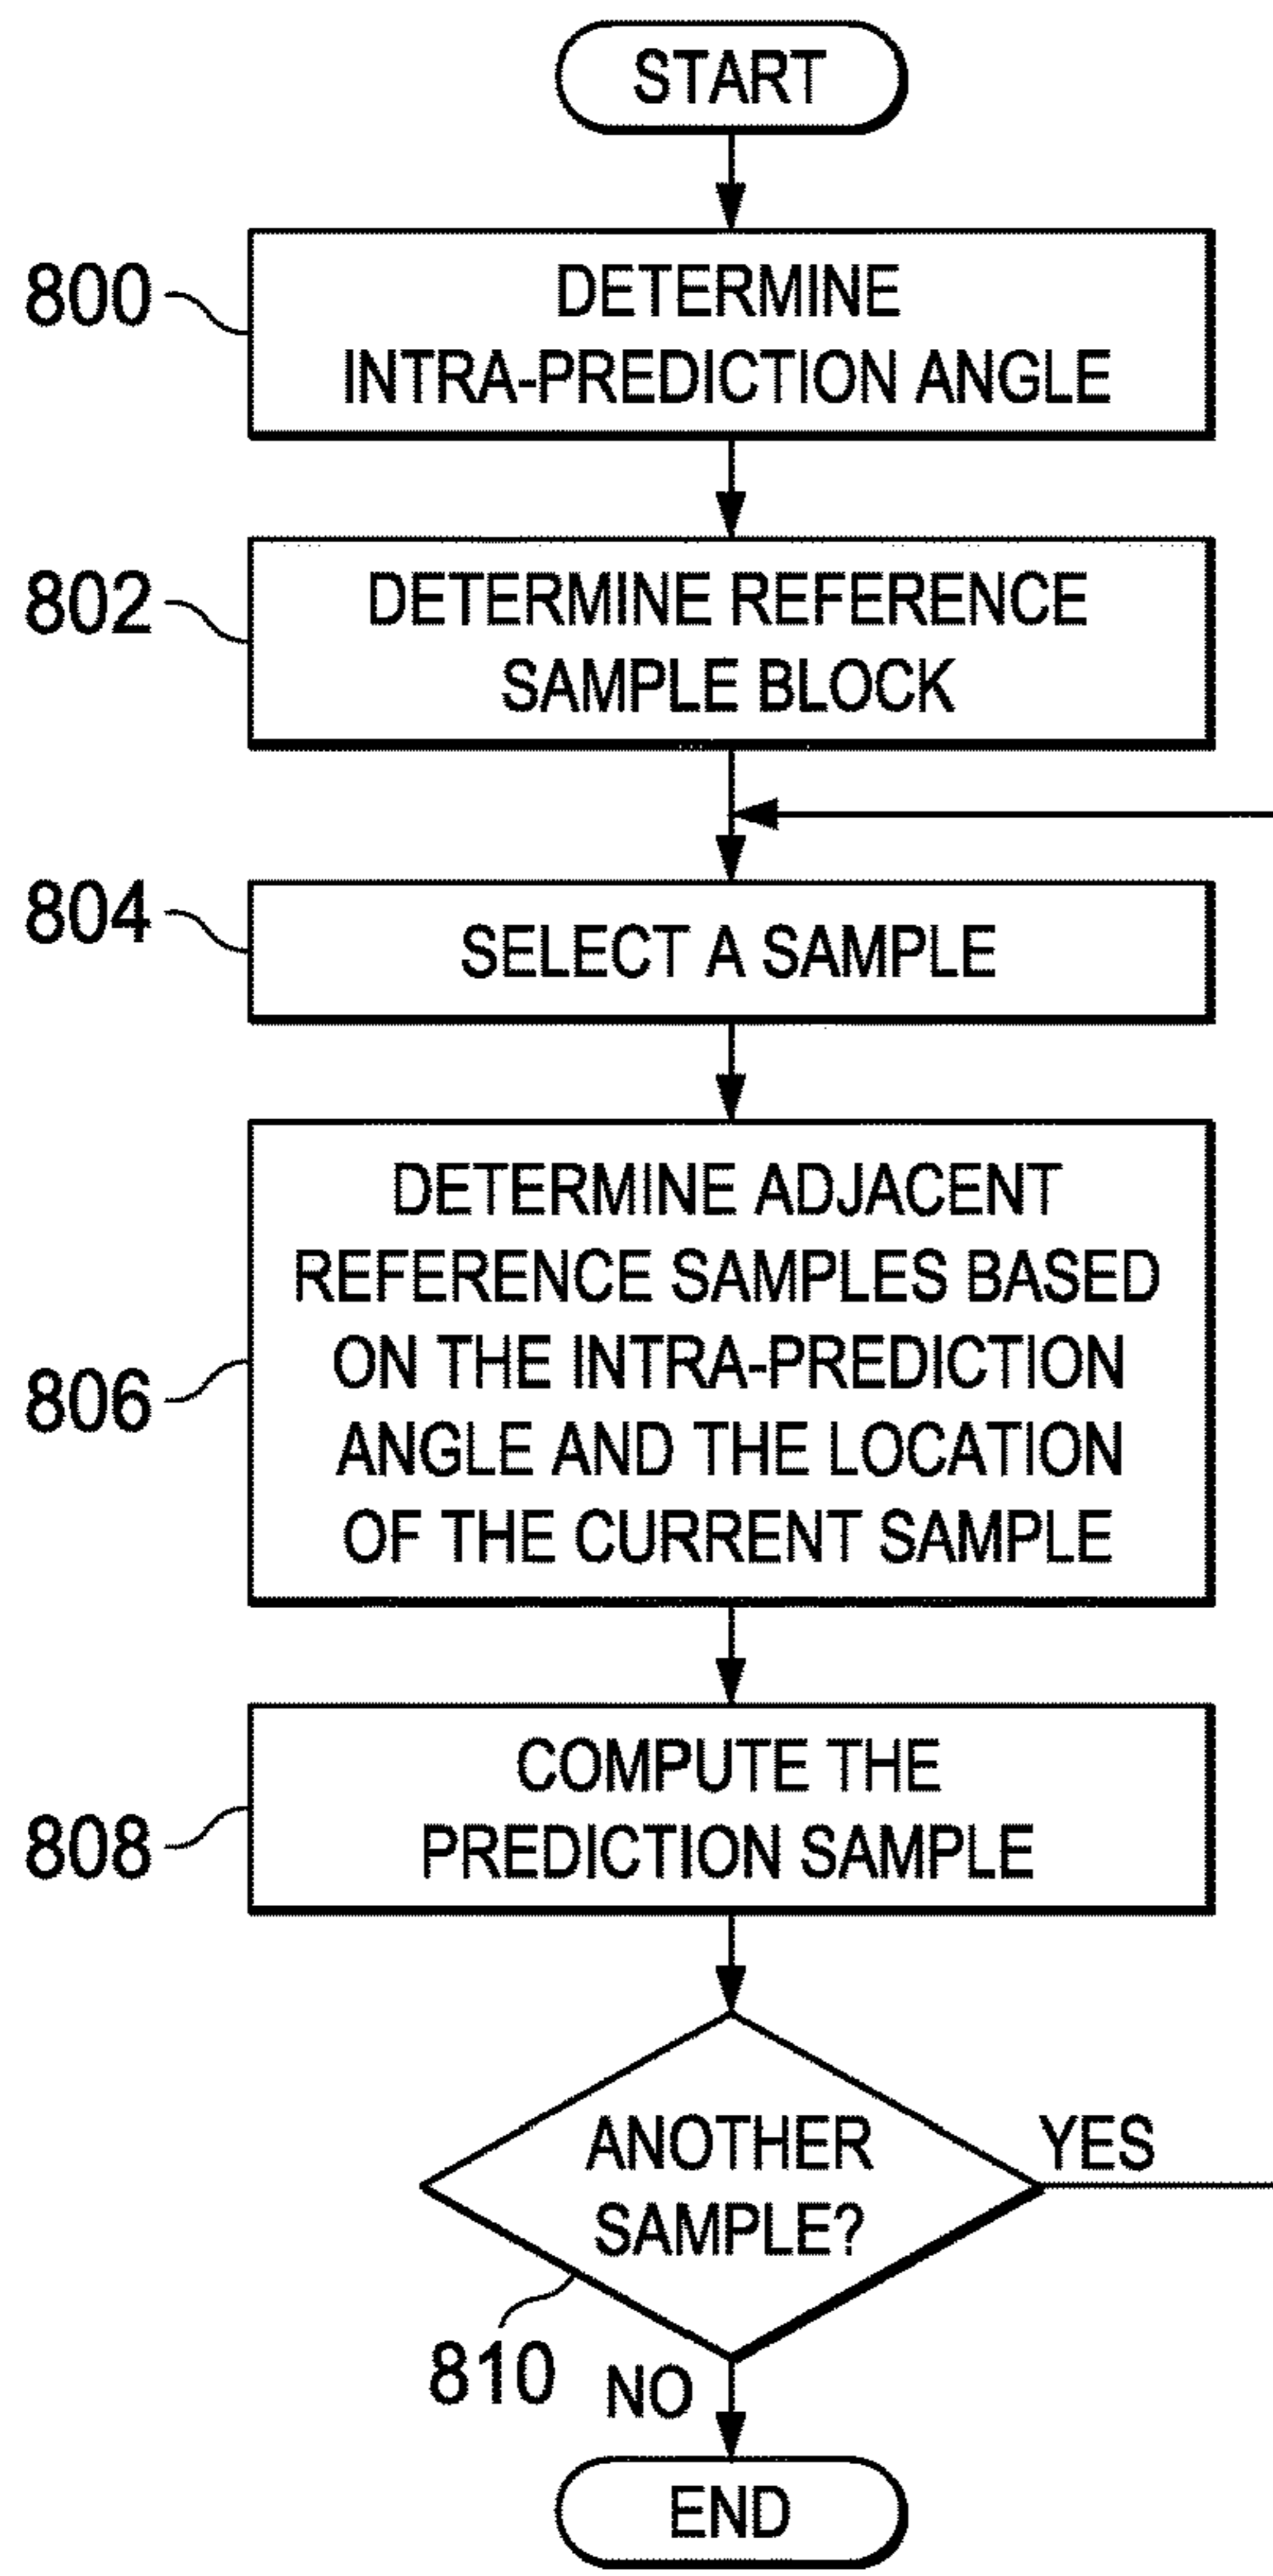 START
800
DETERMINE
INTRA-PREDICTION ANGLE
802
DETERMINE REFERENCE
SAMPLE BLOCK
804
SELECT A SAMPLE
806
DETERMINE ADJACENT
REFERENCE SAMPLES BASED
ON THE INTRA-PREDICTION
ANGLE AND THE LOCATION
OF THE CURRENT SAMPLE
808
COMPUTE THE
PREDICTION SAMPLE
ANOTHER
SAMPLE?
YES
810
NO
END